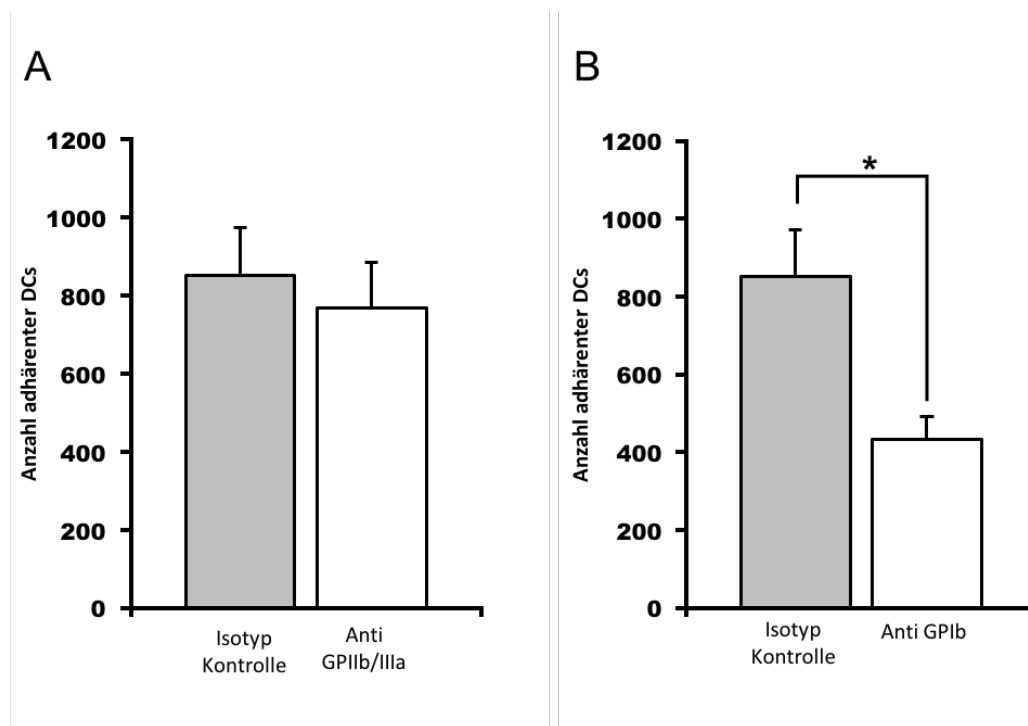 A
1200
1000
800
600
400
200
0
Anzahl adhärenter DCs
Isotyp
Kontrolle
Anti
GPIIb/IIIa
B
1200
1000
800
600
400
200
0
Anzahl adhärenter DCs
*
Isotyp
Kontrolle
Anti GPIb